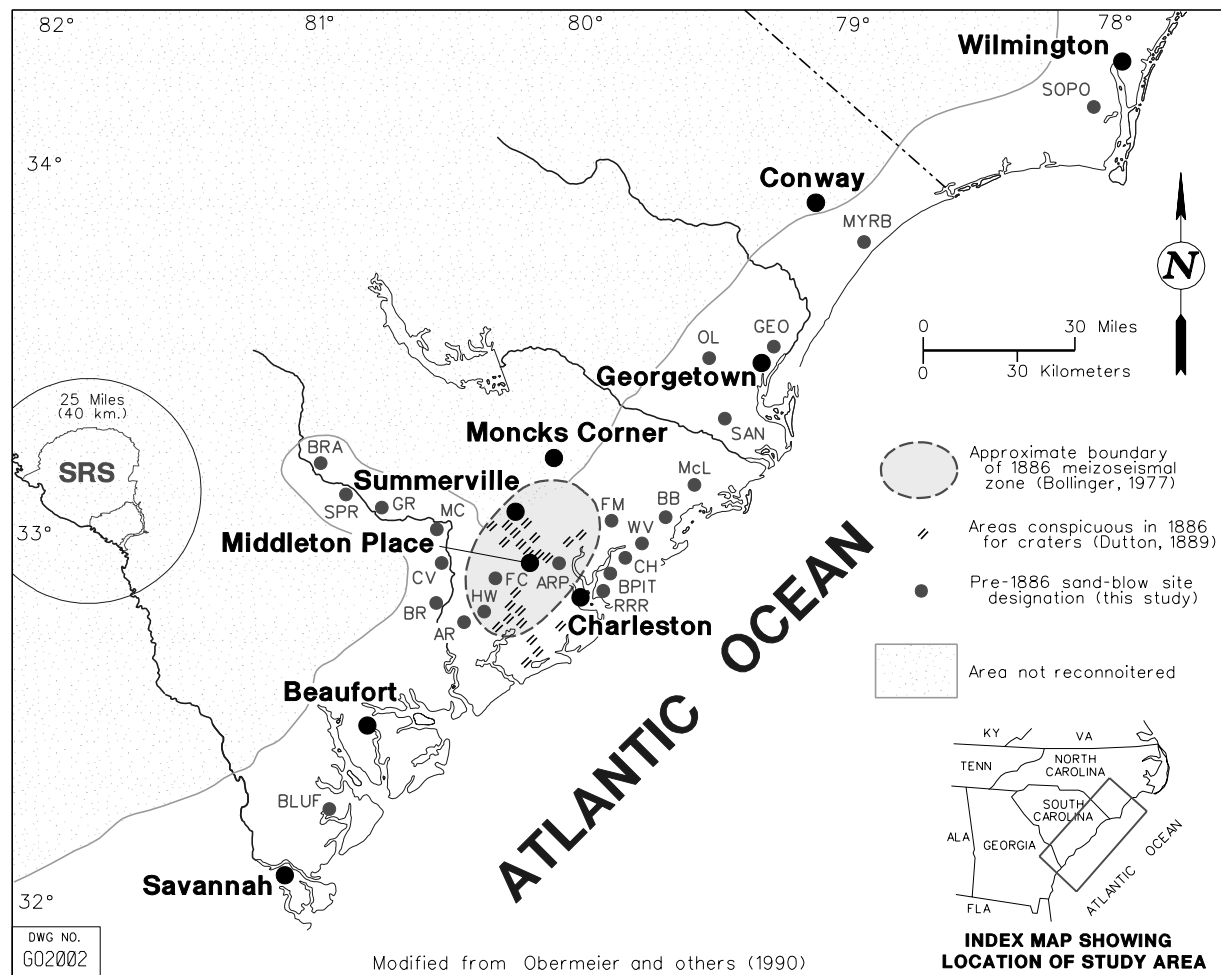 82°
81°
80°
79°
78°
Wilmington
SOPO
34°
Conway
MYRB
N
0 30 Miles
0 30 Kilometers
OL
GEO
Georgetown
SAN
25 Miles
(40 km.)
SRS
Moncks Corner
BRA
Summerville
McL
SPR
GR
MC
FM
BB
WV
33°
Middleton Place
CH
CV
FC
ARP
BPIT
HW
RRR
BR
AR
Charleston
Approximate boundary
of 1886 meizoseismal
zone (Bollinger, 1977)
Areas conspicuous in 1886
for craters (Dutton, 1889)
Pre-1886 sand-blow site
designation (this study)
Area not reconnoitered
ATLANTIC OCEAN
Beaufort
BLUF
Savannah
32°
KY
VA
TENN
NORTH
CAROLINA
SOUTH
CAROLINA
ALA
GEORGIA
FLA
ATLANTIC OCEAN
INDEX MAP SHOWING
LOCATION OF STUDY AREA
DWG NO.
G02002
Modified from Obermeier and others (1990)